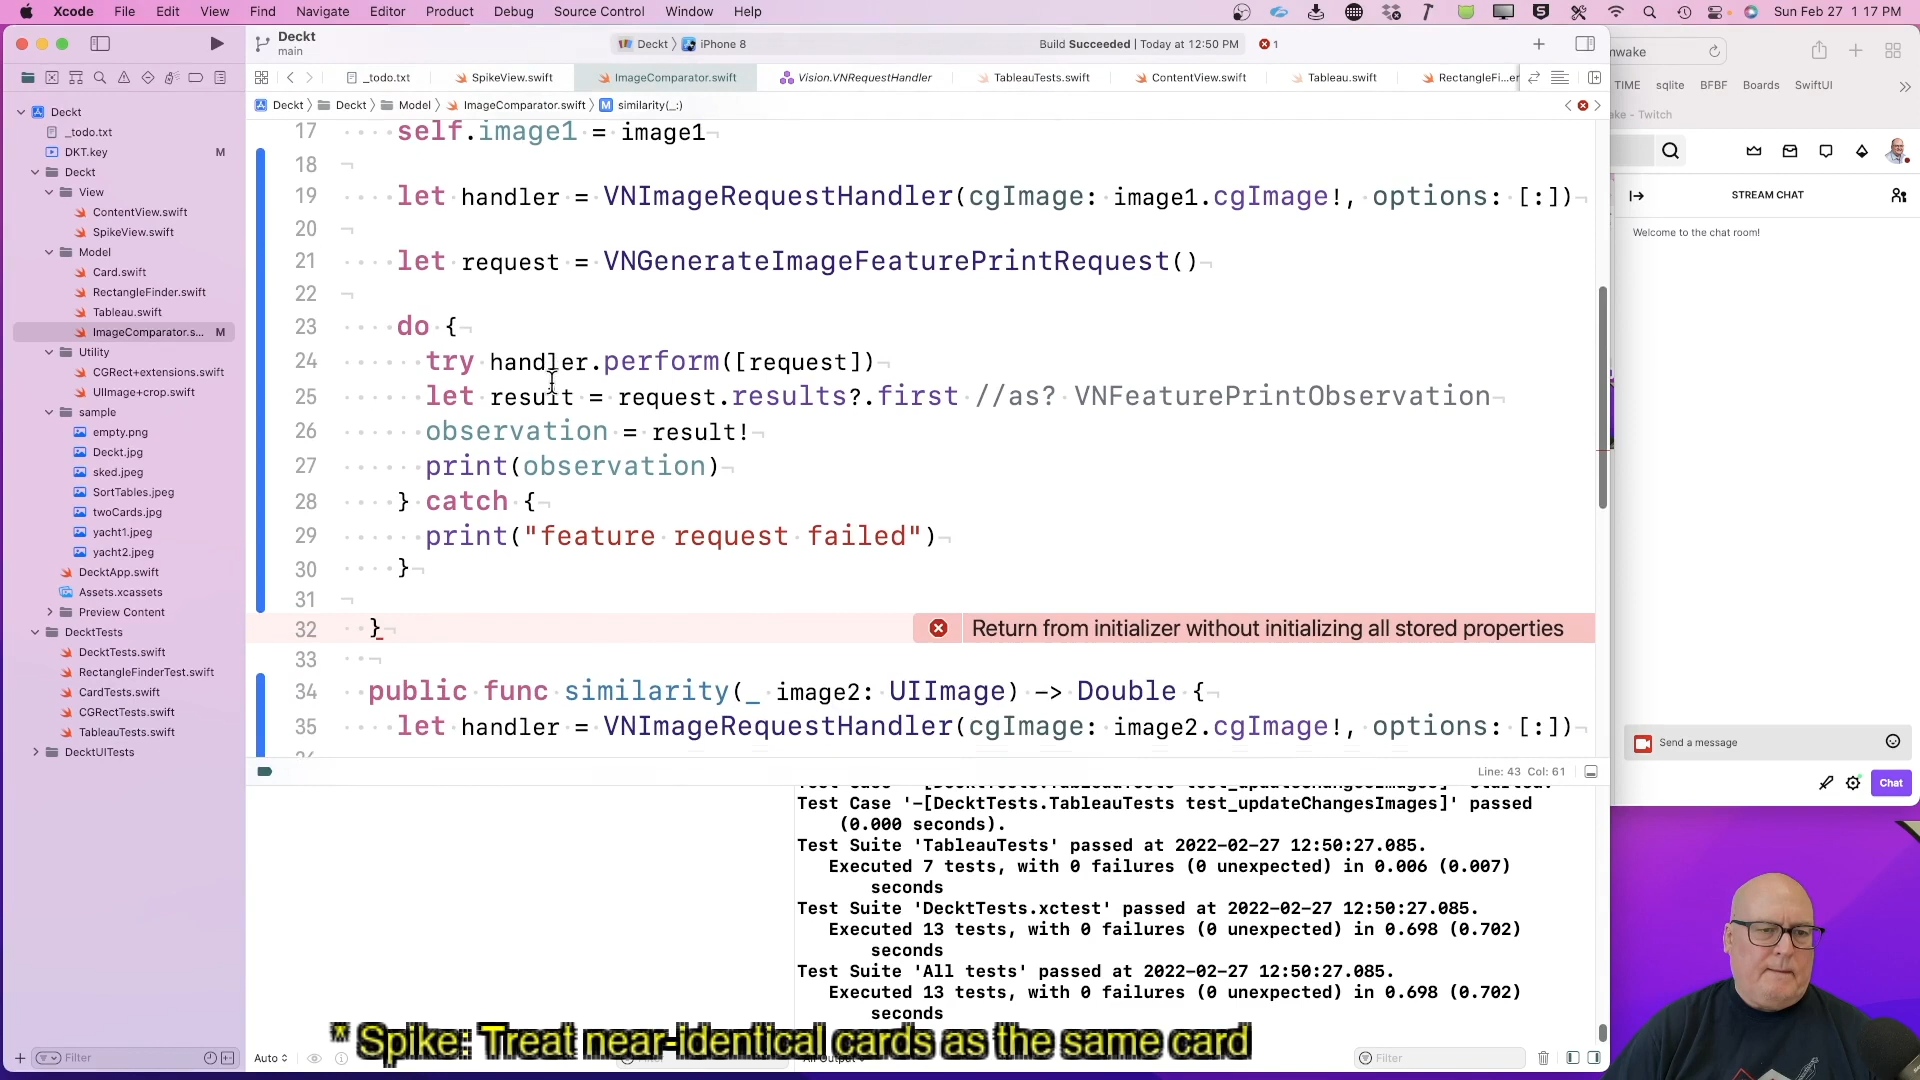 Xcode File Edit View Find Navigate Editor Product Debug Source Control Window Help Sun Feb 27 1 17 PM
Deckt
main
Deckt 〉 iPhone 8
Build Succeeded | Today at 12:50 PM
1
nwake
_todo.txt SpikeView.swift ImageComparator.swift Vision.VNRequestHandler TableauTests.swift ContentView.swift Tableau.swift RectangleFi...er
TIME sqlite BFBF Boards SwiftUI
Deckt 〉 Deckt 〉 Model 〉 ImageComparator.swift 〉 M similarity(_:)
ake - Twitch
Deckt
_todo.txt
DKT.key M
Deckt
View
ContentView.swift
SpikeView.swift
Model
Card.swift
RectangleFinder.swift
Tableau.swift
ImageComparator.s... M
Utility
CGRect+extensions.swift
UIImage+crop.swift
sample
empty.png
Deckt.jpg
sked.jpeg
SortTables.jpeg
twoCards.jpg
yacht1.jpeg
yacht2.jpeg
DecktApp.swift
Assets.xcassets
Preview Content
DecktTests
DecktTests.swift
RectangleFinderTest.swift
CardTests.swift
CGRectTests.swift
TableauTests.swift
DecktUITests
Filter
17 self.image1 = image1
18
19 let handler = VNImageRequestHandler(cgImage: image1.cgImage!, options: [:])
20
21 let request = VNGenerateImageFeaturePrintRequest()
22
23 do {
24 try handler.perform([request])
25 let result = request.results?.first //as? VNFeaturePrintObservation
26 observation = result!
27 print(observation)
28 } catch {
29 print("feature request failed")
30 }
31
32 } Return from initializer without initializing all stored properties
33
34 public func similarity(_ image2: UIImage) -> Double {
35 let handler = VNImageRequestHandler(cgImage: image2.cgImage!, options: [:])
Line: 43 Col: 61
Test Case '-[DecktTests.TableauTests test_updateChangesImages]' started.
Test Case '-[DecktTests.TableauTests test_updateChangesImages]' passed
(0.000 seconds).
Test Suite 'TableauTests' passed at 2022-02-27 12:50:27.085.
Executed 7 tests, with 0 failures (0 unexpected) in 0.006 (0.007)
seconds
Test Suite 'DecktTests.xctest' passed at 2022-02-27 12:50:27.085.
Executed 13 tests, with 0 failures (0 unexpected) in 0.698 (0.702)
seconds
Test Suite 'All tests' passed at 2022-02-27 12:50:27.085.
Executed 13 tests, with 0 failures (0 unexpected) in 0.698 (0.702)
seconds
* Spike: Treat near-identical cards as the same card
Auto
Filter
STREAM CHAT
Welcome to the chat room!
Send a message
Chat